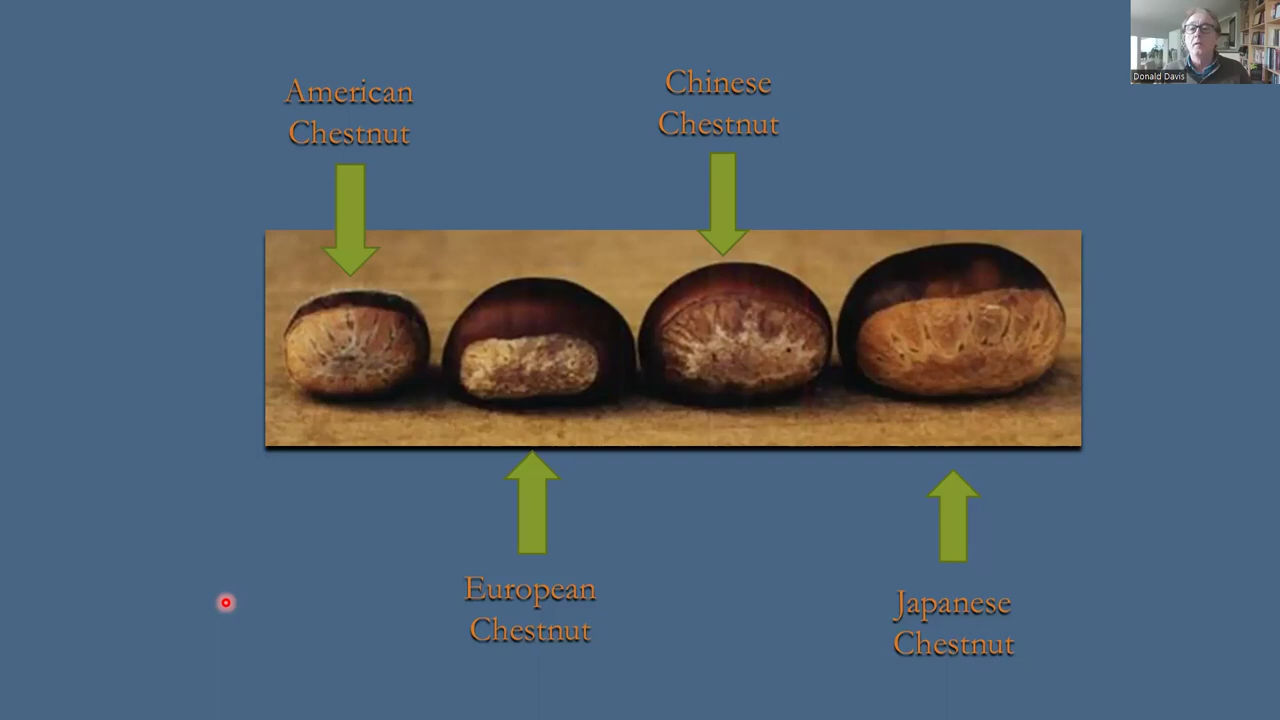 American
Chestnut
Chinese
Chestnut
European
Chestnut
Japanese
Chestnut
Donald Davis